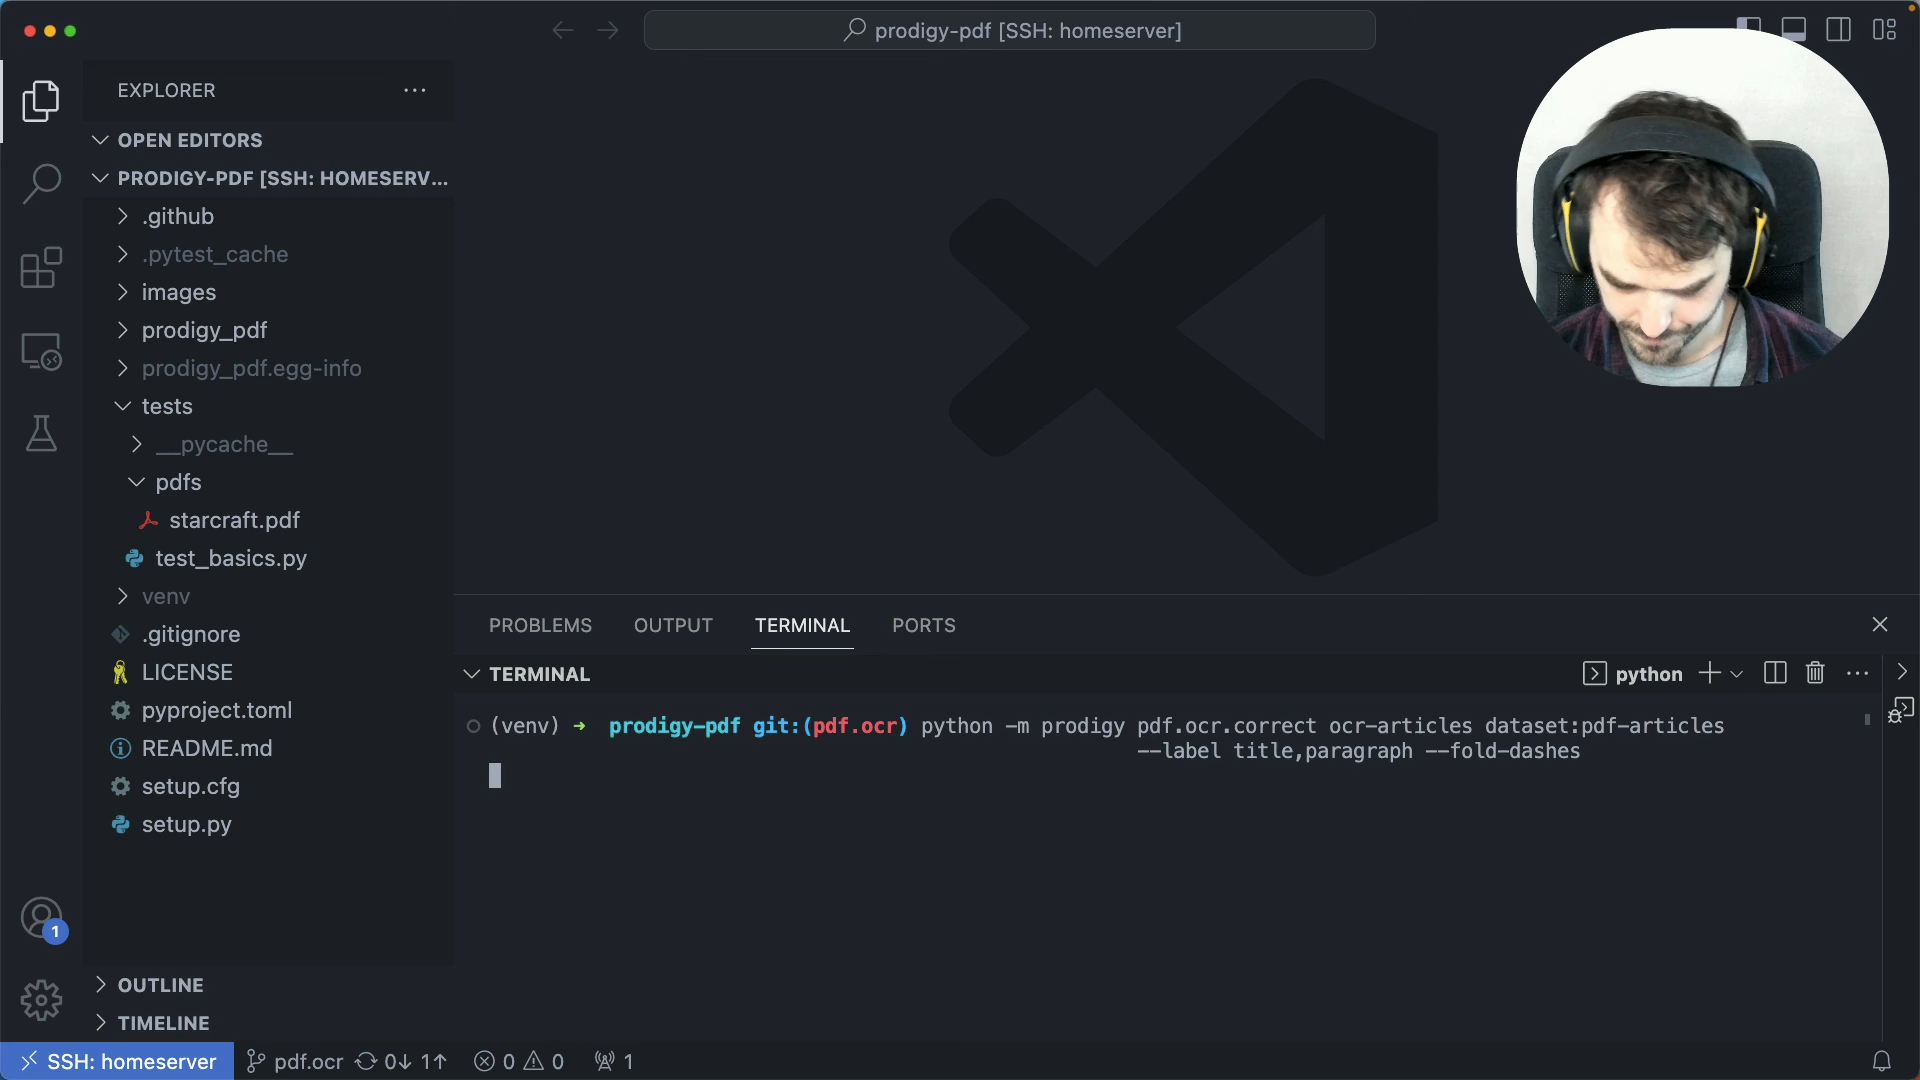 prodigy-pdf [SSH: homeserver]
EXPLORER
OPEN EDITORS
PRODIGY-PDF [SSH: HOMESERV...
.github
.pytest_cache
images
prodigy_pdf
prodigy_pdf.egg-info
tests
__pycache__
pdfs
starcraft.pdf
test_basics.py
venv
.gitignore
LICENSE
pyproject.toml
README.md
setup.cfg
setup.py
OUTLINE
TIMELINE
PROBLEMS OUTPUT TERMINAL PORTS
TERMINAL
python
(venv) → prodigy-pdf git:(pdf.ocr) python -m prodigy pdf.ocr.correct ocr-articles dataset:pdf-articles
--label title,paragraph --fold-dashes
1
SSH: homeserver pdf.ocr 0↓ 1↑ 0 0 1